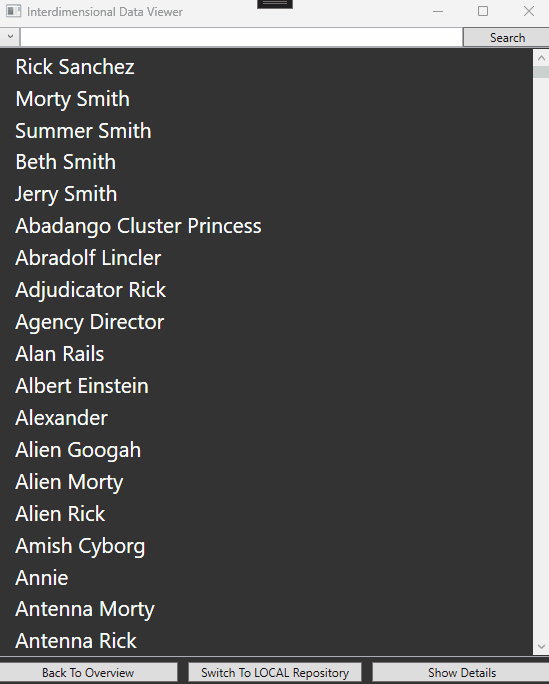 Interdimensional Data Viewer
Search
Rick Sanchez
Morty Smith
Summer Smith
Beth Smith
Jerry Smith
Abadango Cluster Princess
Abradolf Lincler
Adjudicator Rick
Agency Director
Alan Rails
Albert Einstein
Alexander
Alien Googah
Alien Morty
Alien Rick
Amish Cyborg
Annie
Antenna Morty
Antenna Rick
Back To Overview
Switch To LOCAL Repository
Show Details